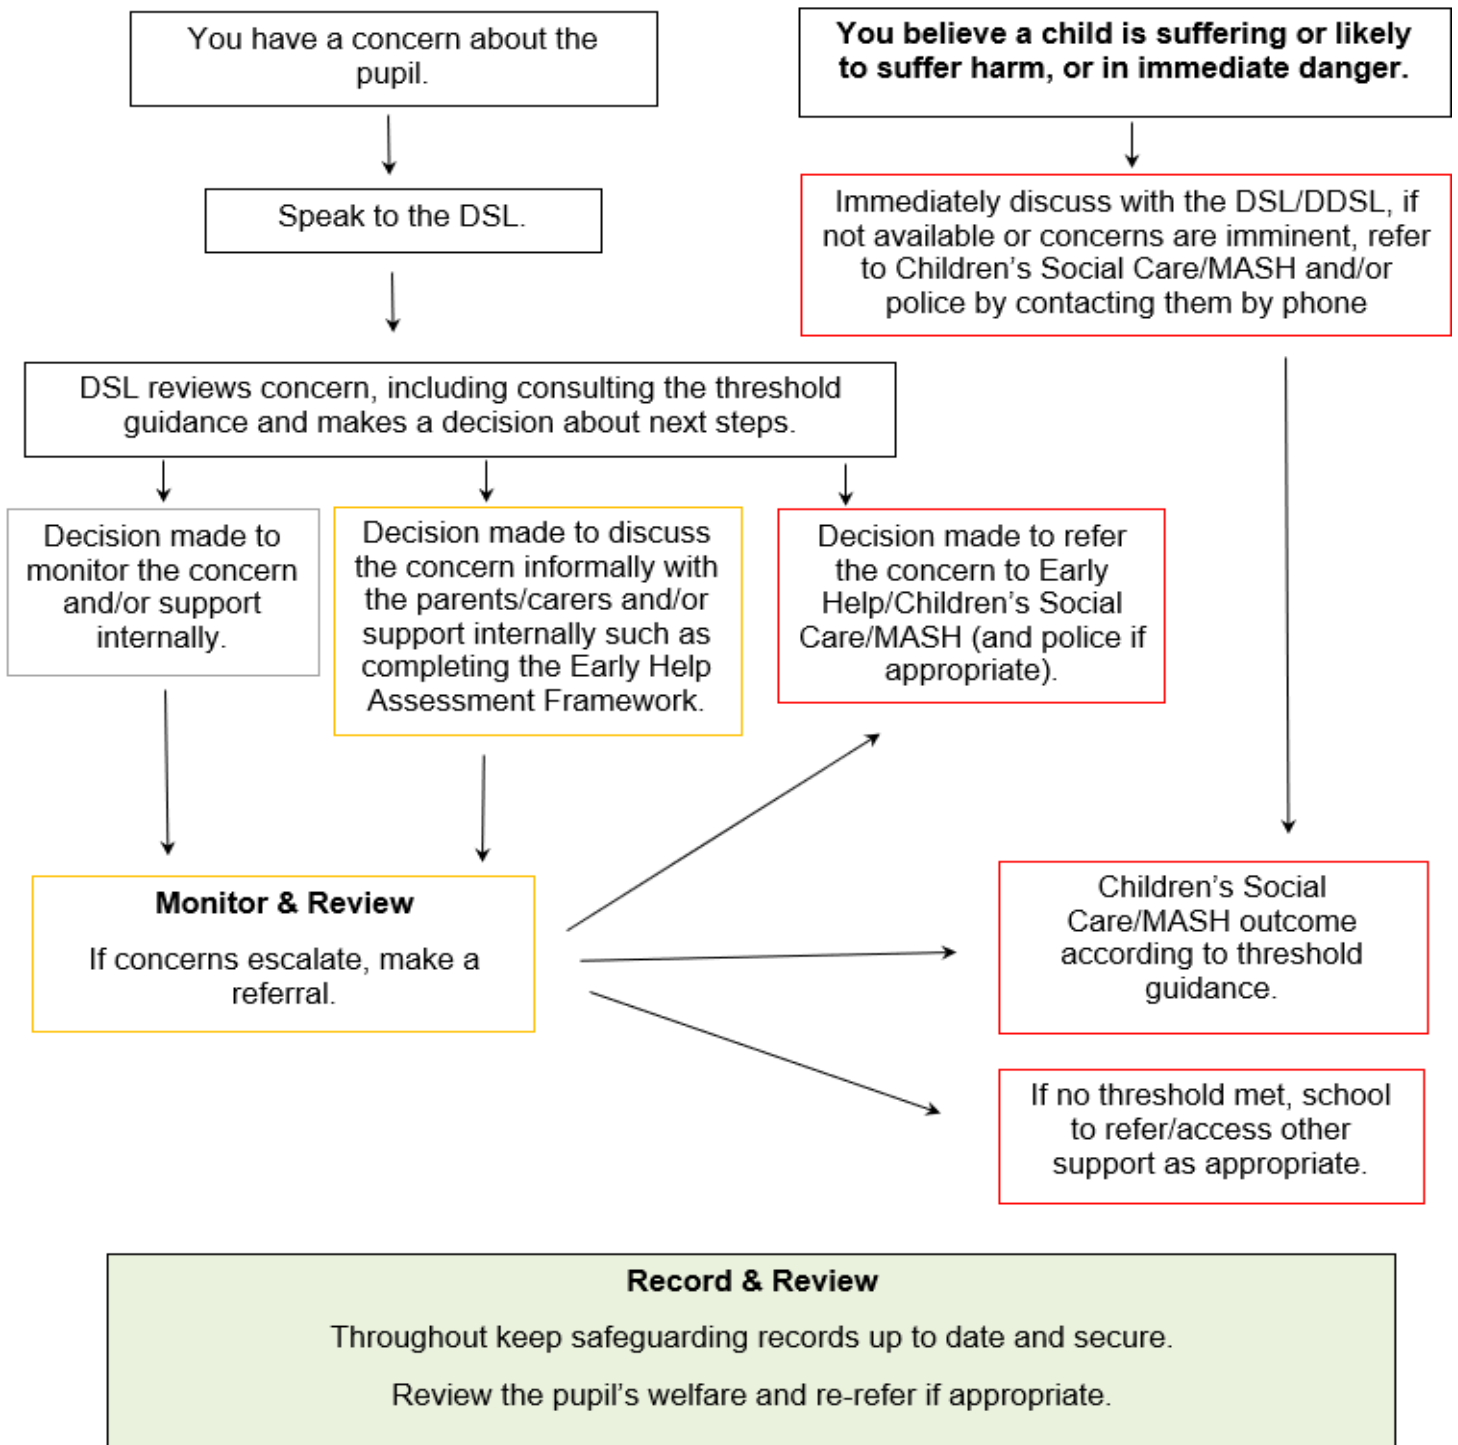 You have a concern about the
pupil.
You believe a child is suffering or likely
to suffer harm, or in immediate danger.
Speak to the DSL.
Immediately discuss with the DSL/DDSL, if
not available or concerns are imminent, refer
to Children’s Social Care/MASH and/or
police by contacting them by phone
DSL reviews concern, including consulting the threshold
guidance and makes a decision about next steps.
Decision made to
monitor the concern
and/or support
internally.
Decision made to discuss
the concern informally with
the parents/carers and/or
support internally such as
completing the Early Help
Assessment Framework.
Decision made to refer
the concern to Early
Help/Children’s Social
Care/MASH (and police if
appropriate).
Monitor & Review
If concerns escalate, make a
referral.
Children’s Social
Care/MASH outcome
according to threshold
guidance.
If no threshold met, school
to refer/access other
support as appropriate.
Record & Review
Throughout keep safeguarding records up to date and secure.
Review the pupil’s welfare and re-refer if appropriate.